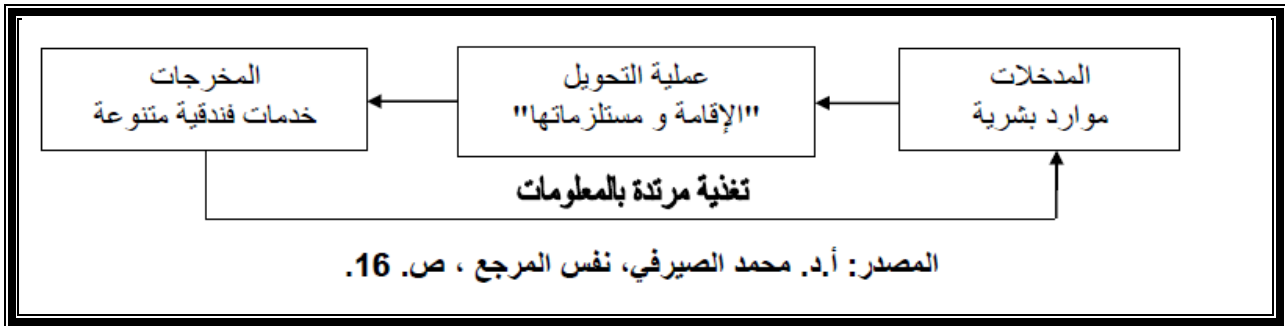 المدخلات
موارد بشرية
عملية التحويل
"الإقامة و مستلزماتها"
المخرجات
خدمات فندقية متنوعة
تغذية مرتدة بالمعلومات
المصدر: أ.د. محمد الصيرفي، نفس المرجع ، ص. 16.